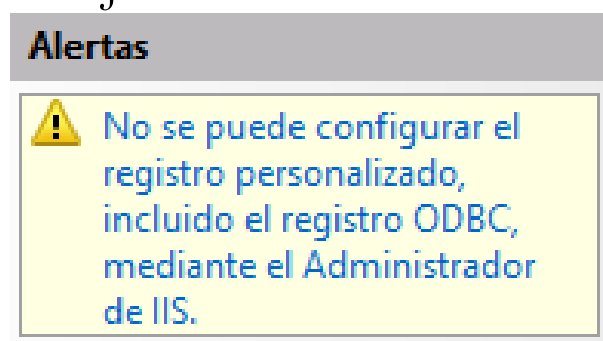 Alertas
No se puede configurar el
registro personalizado,
incluido el registro ODBC,
mediante el Administrador
de IIS.